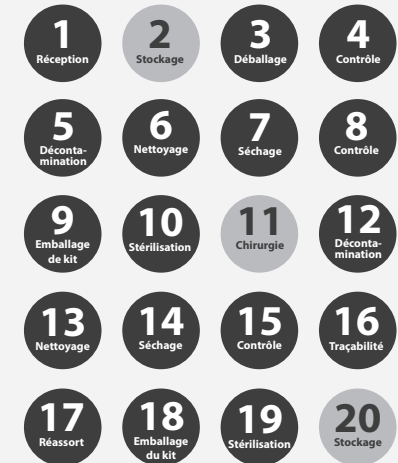 1
Réception
2
Stockage
3
Déballage
4
Contrôle
5
Déconta-
mination
6
Nettoyage
7
Séchage
8
Contrôle
9
Emballage
de kit
10
Stérilisation
11
Chirurgie
12
Déconta-
mination
13
Nettoyage
14
Séchage
15
Contrôle
16
Traçabilité
17
Réassort
18
Emballage
du kit
19
Stérilisation
20
Stockage